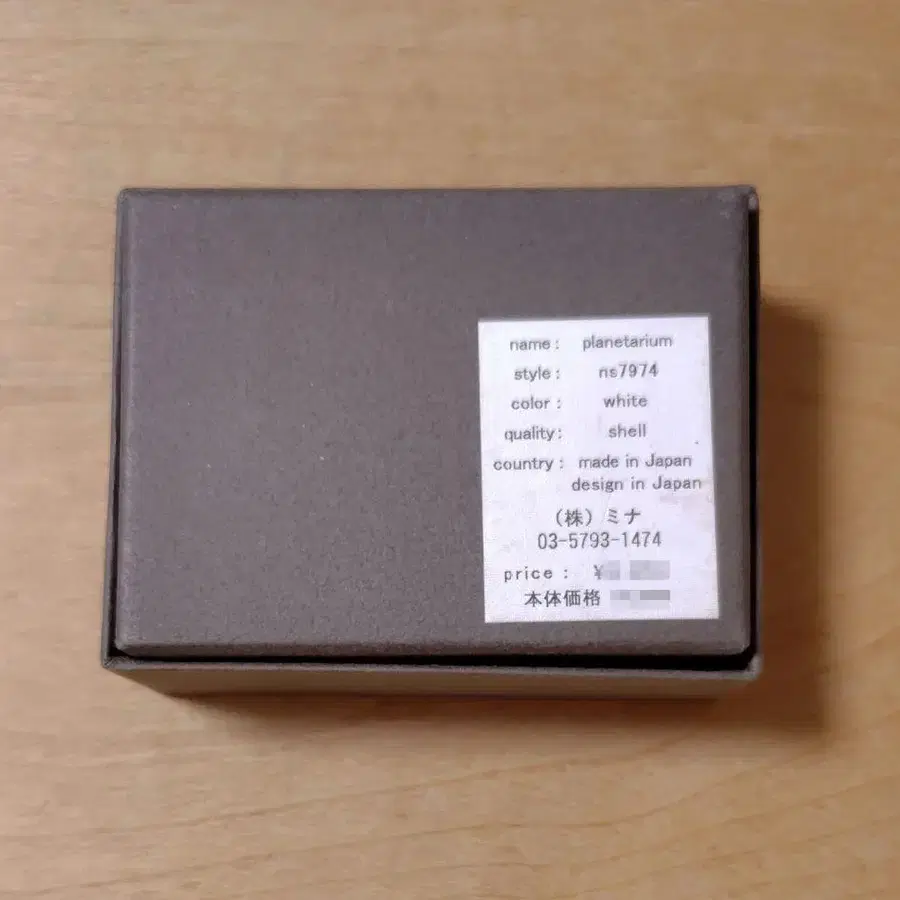 name: planetarium
style: ns7974
color: white
quality: shell
country: made in Japan
design in Japan
(株) ミナ
03-5793-1474
price: ¥
本体価格